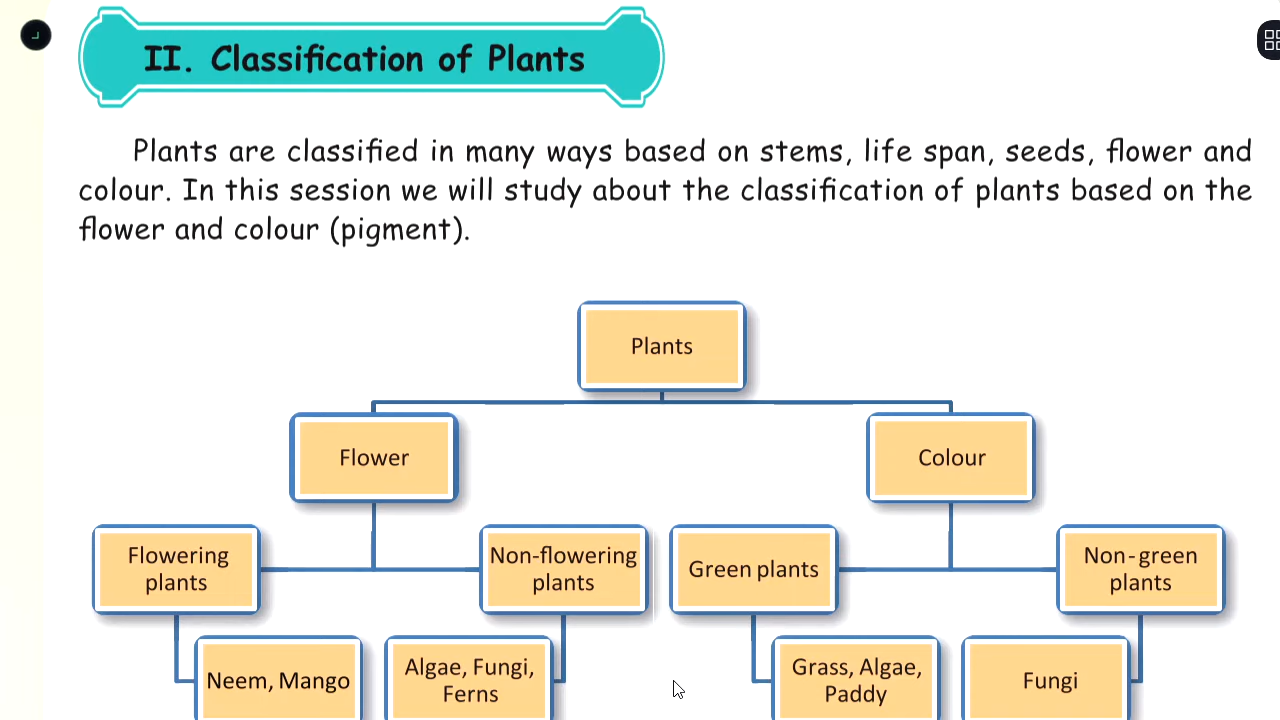 II. Classification of Plants
Plants are classified in many ways based on stems, life span, seeds, flower and
colour. In this session we will study about the classification of plants based on the
flower and colour (pigment).
Plants
Flower
Colour
Flowering
plants
Non-flowering
plants
Green plants
Non-green
plants
Neem, Mango
Algae, Fungi,
Ferns
Grass, Algae,
Paddy
Fungi